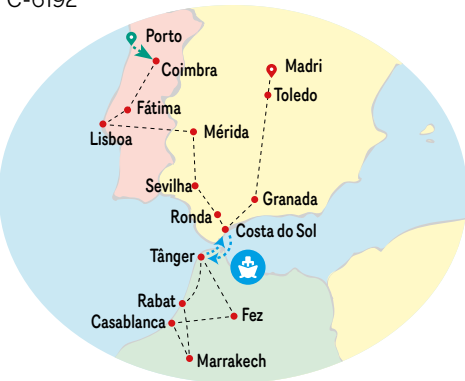 C-6192
Porto
Coimbra
Madri
Toledo
Fátima
Lisboa
Mérida
Sevilha
Granada
Ronda
Costa do Sol
Tânger
Rabat
Casablanca
Fez
Marrakech